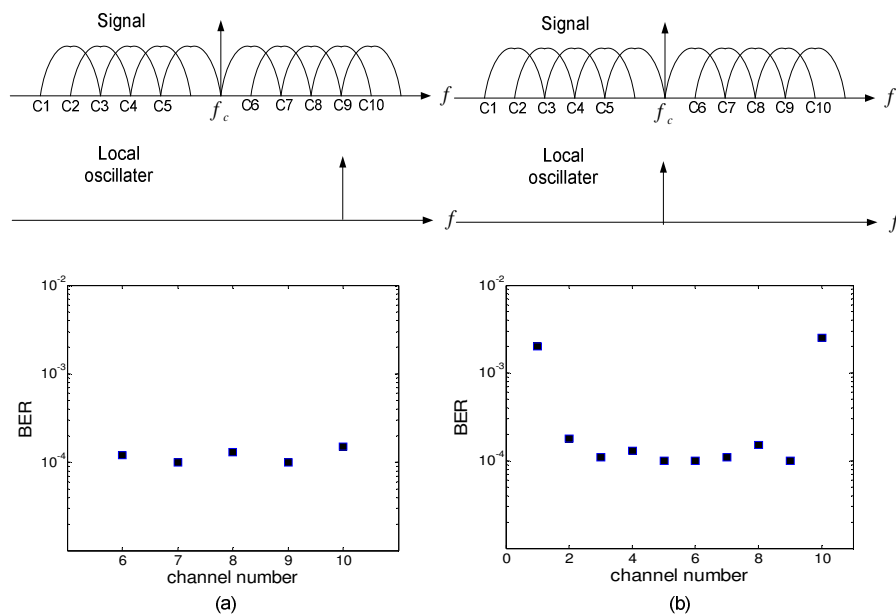 Signal
C1 C2 C3 C4 C5 f_c C6 C7 C8 C9 C10
f
Local
oscillater
f
10^-2
10^-3
10^-4
BER
6 7 8 9 10
channel number
(a)
Signal
C1 C2 C3 C4 C5 f_c C6 C7 C8 C9 C10
f
Local
oscillater
f
10^-2
10^-3
10^-4
BER
0 2 4 6 8 10
channel number
(b)